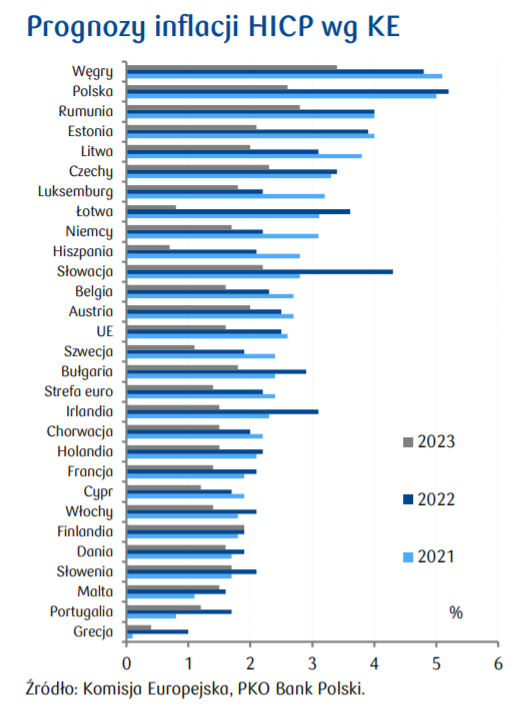 Prognozy inflacji HICP wg KE
Węgry
Polska
Rumunia
Estonia
Litwa
Czechy
Luksemburg
Łotwa
Niemcy
Hiszpania
Słowacja
Belgia
Austria
UE
Szwecja
Bułgaria
Strefa euro
Irlandia
Chorwacja
Holandia
Francja
Cypr
Włochy
Finlandia
Dania
Słowenia
Malta
Portugalia
Grecja
2023
2022
2021
%
0 1 2 3 4 5 6
Źródło: Komisja Europejska, PKO Bank Polski.